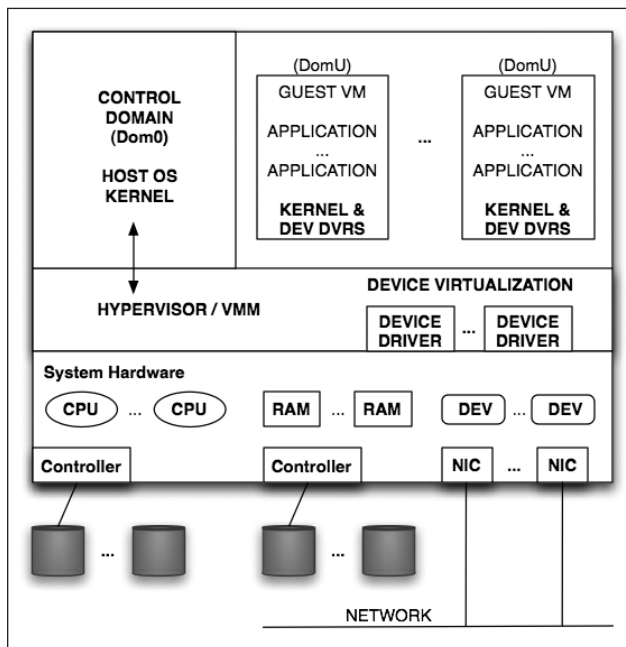 CONTROL
DOMAIN
(Dom0)
HOST OS
KERNEL
(DomU)
GUEST VM
APPLICATION
...
APPLICATION
KERNEL &
DEV DVRS
...
(DomU)
GUEST VM
APPLICATION
...
APPLICATION
KERNEL &
DEV DVRS
HYPERVISOR / VMM
DEVICE VIRTUALIZATION
DEVICE
DRIVER
...
DEVICE
DRIVER
System Hardware
CPU ... CPU
RAM ... RAM
DEV ... DEV
Controller
Controller
NIC ... NIC
...
...
NETWORK